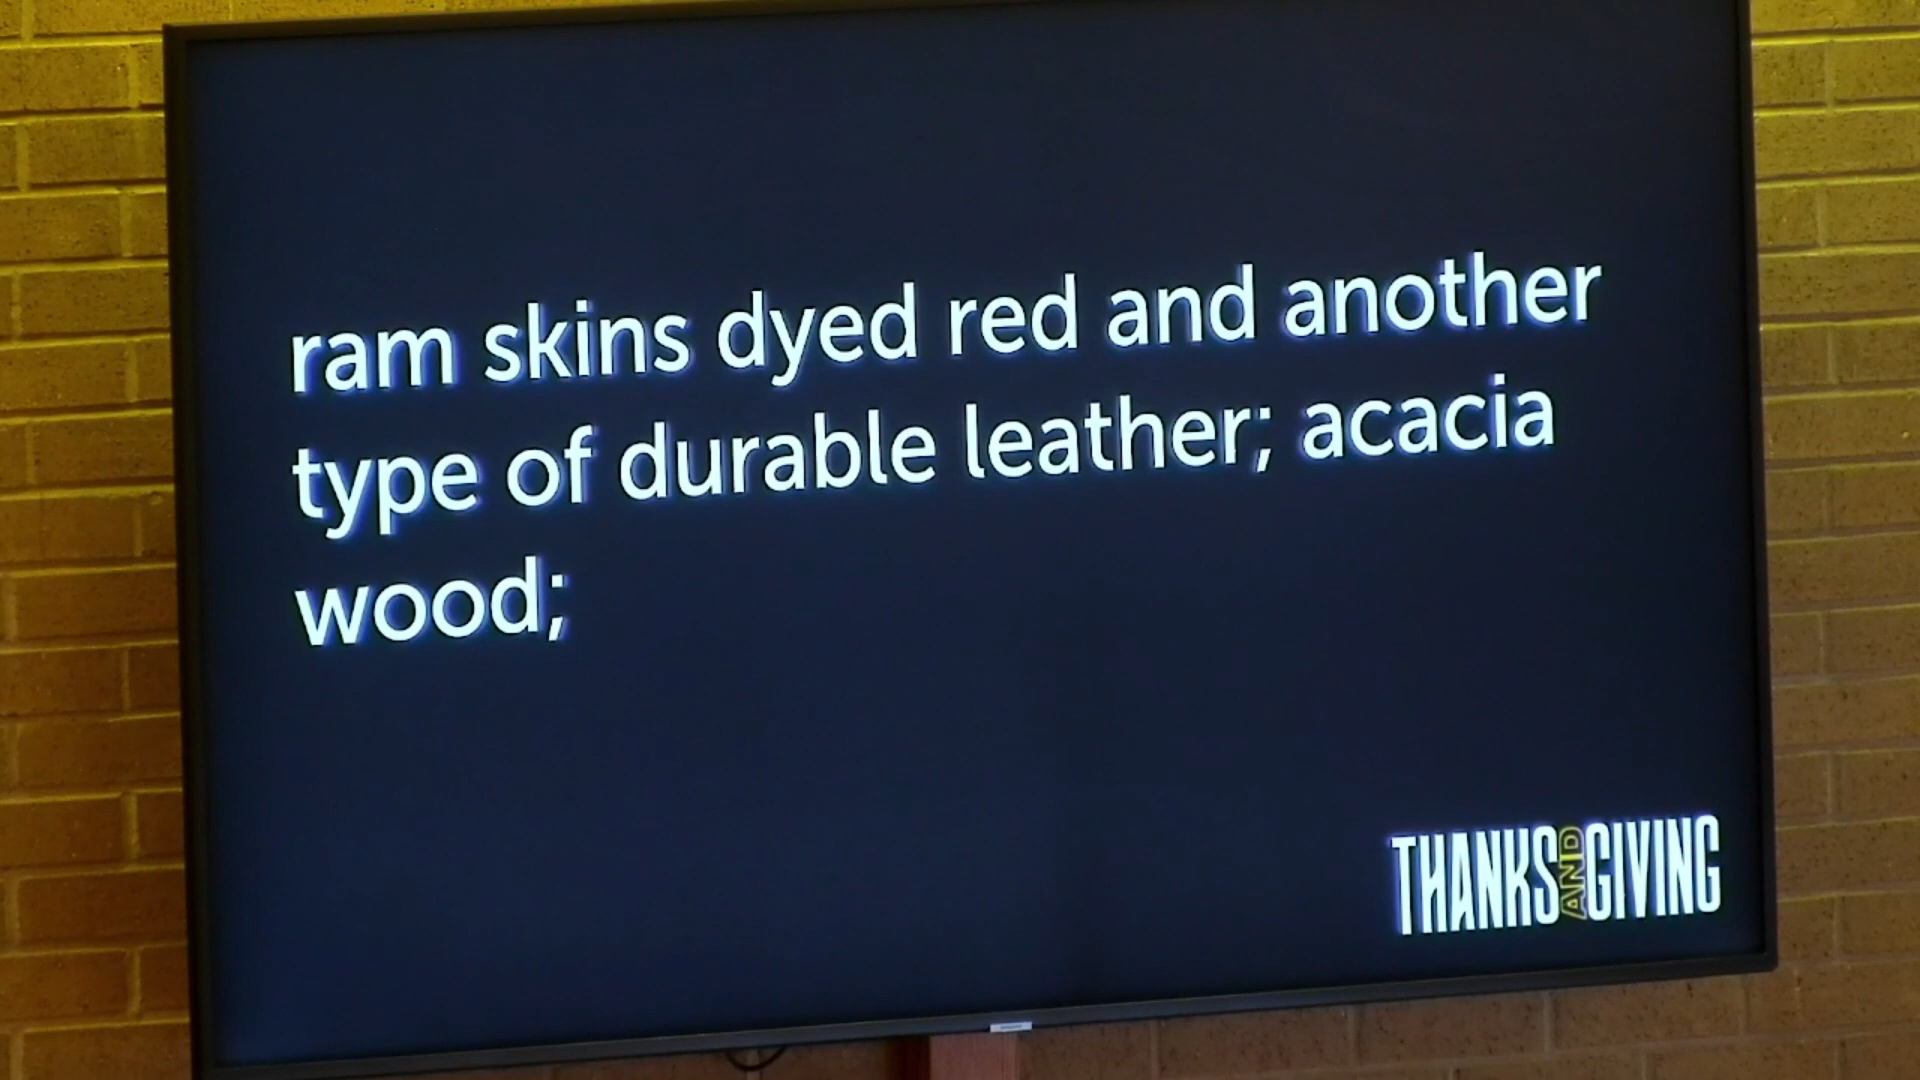 ram skins dyed red and another
type of durable leather; acacia
wood;
THANKS AND GIVING